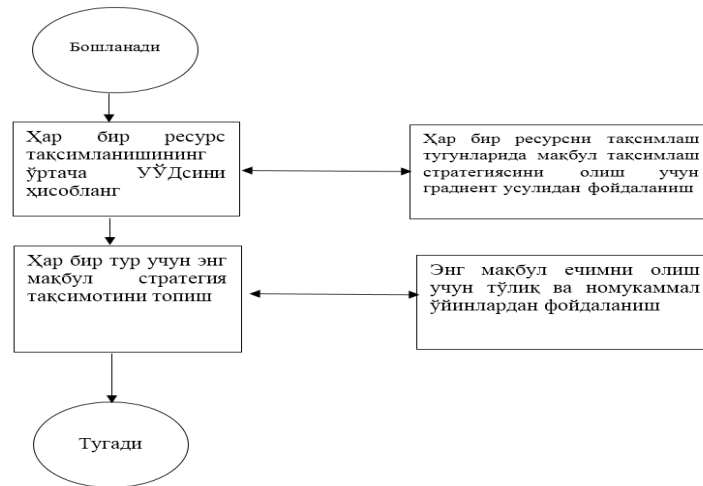 Бошланади
Ҳар бир ресурс
тақсимланишининг
ўртача УЎДсини
ҳисобланг
Ҳар бир ресурсни тақсимлаш
тугунларида мақбул тақсимлаш
стратегиясини олиш учун
градиент усулидан фойдаланиш
Ҳар бир тур учун энг
мақбул стратегия
тақсимотини топиш
Энг мақбул ечимни олиш
учун тўлиқ ва номукаммал
ўйинлардан фойдаланиш
Тугади